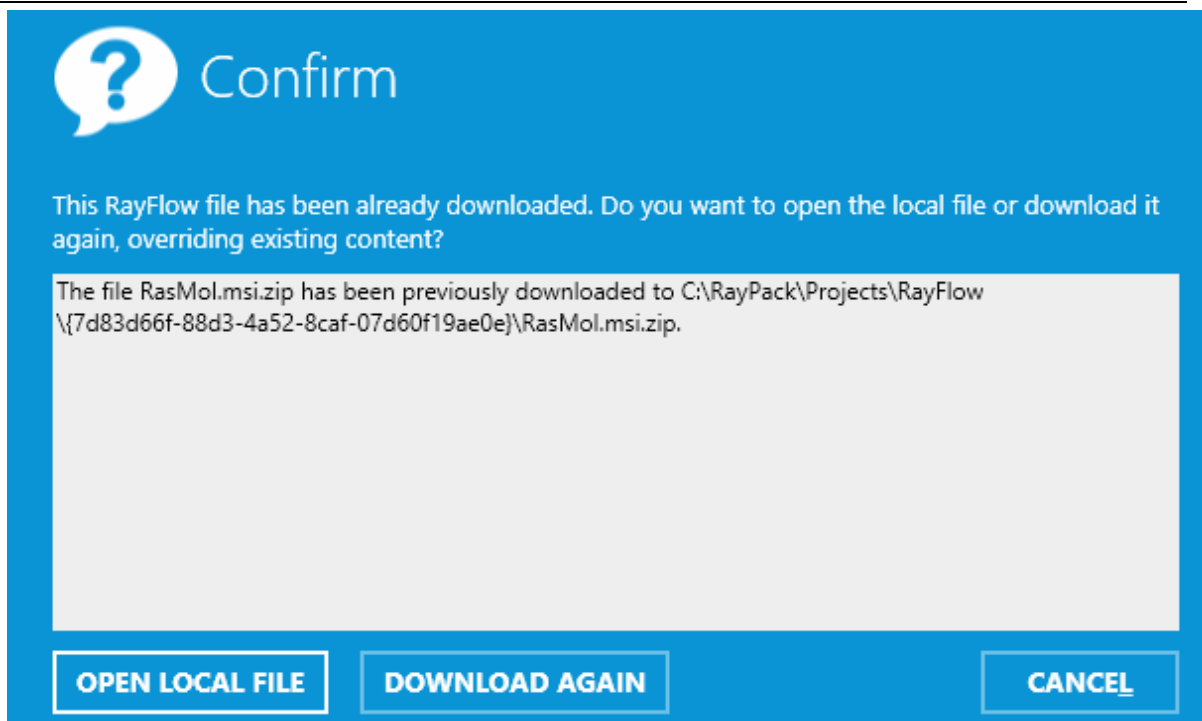 ?
Confirm
This RayFlow file has been already downloaded. Do you want to open the local file or download it
again, overriding existing content?
The file RasMol.msi.zip has been previously downloaded to C:\RayPack\Projects\RayFlow
\{7d83d66f-88d3-4a52-8caf-07d60f19ae0e}\RasMol.msi.zip.
OPEN LOCAL FILE DOWNLOAD AGAIN CANCEL